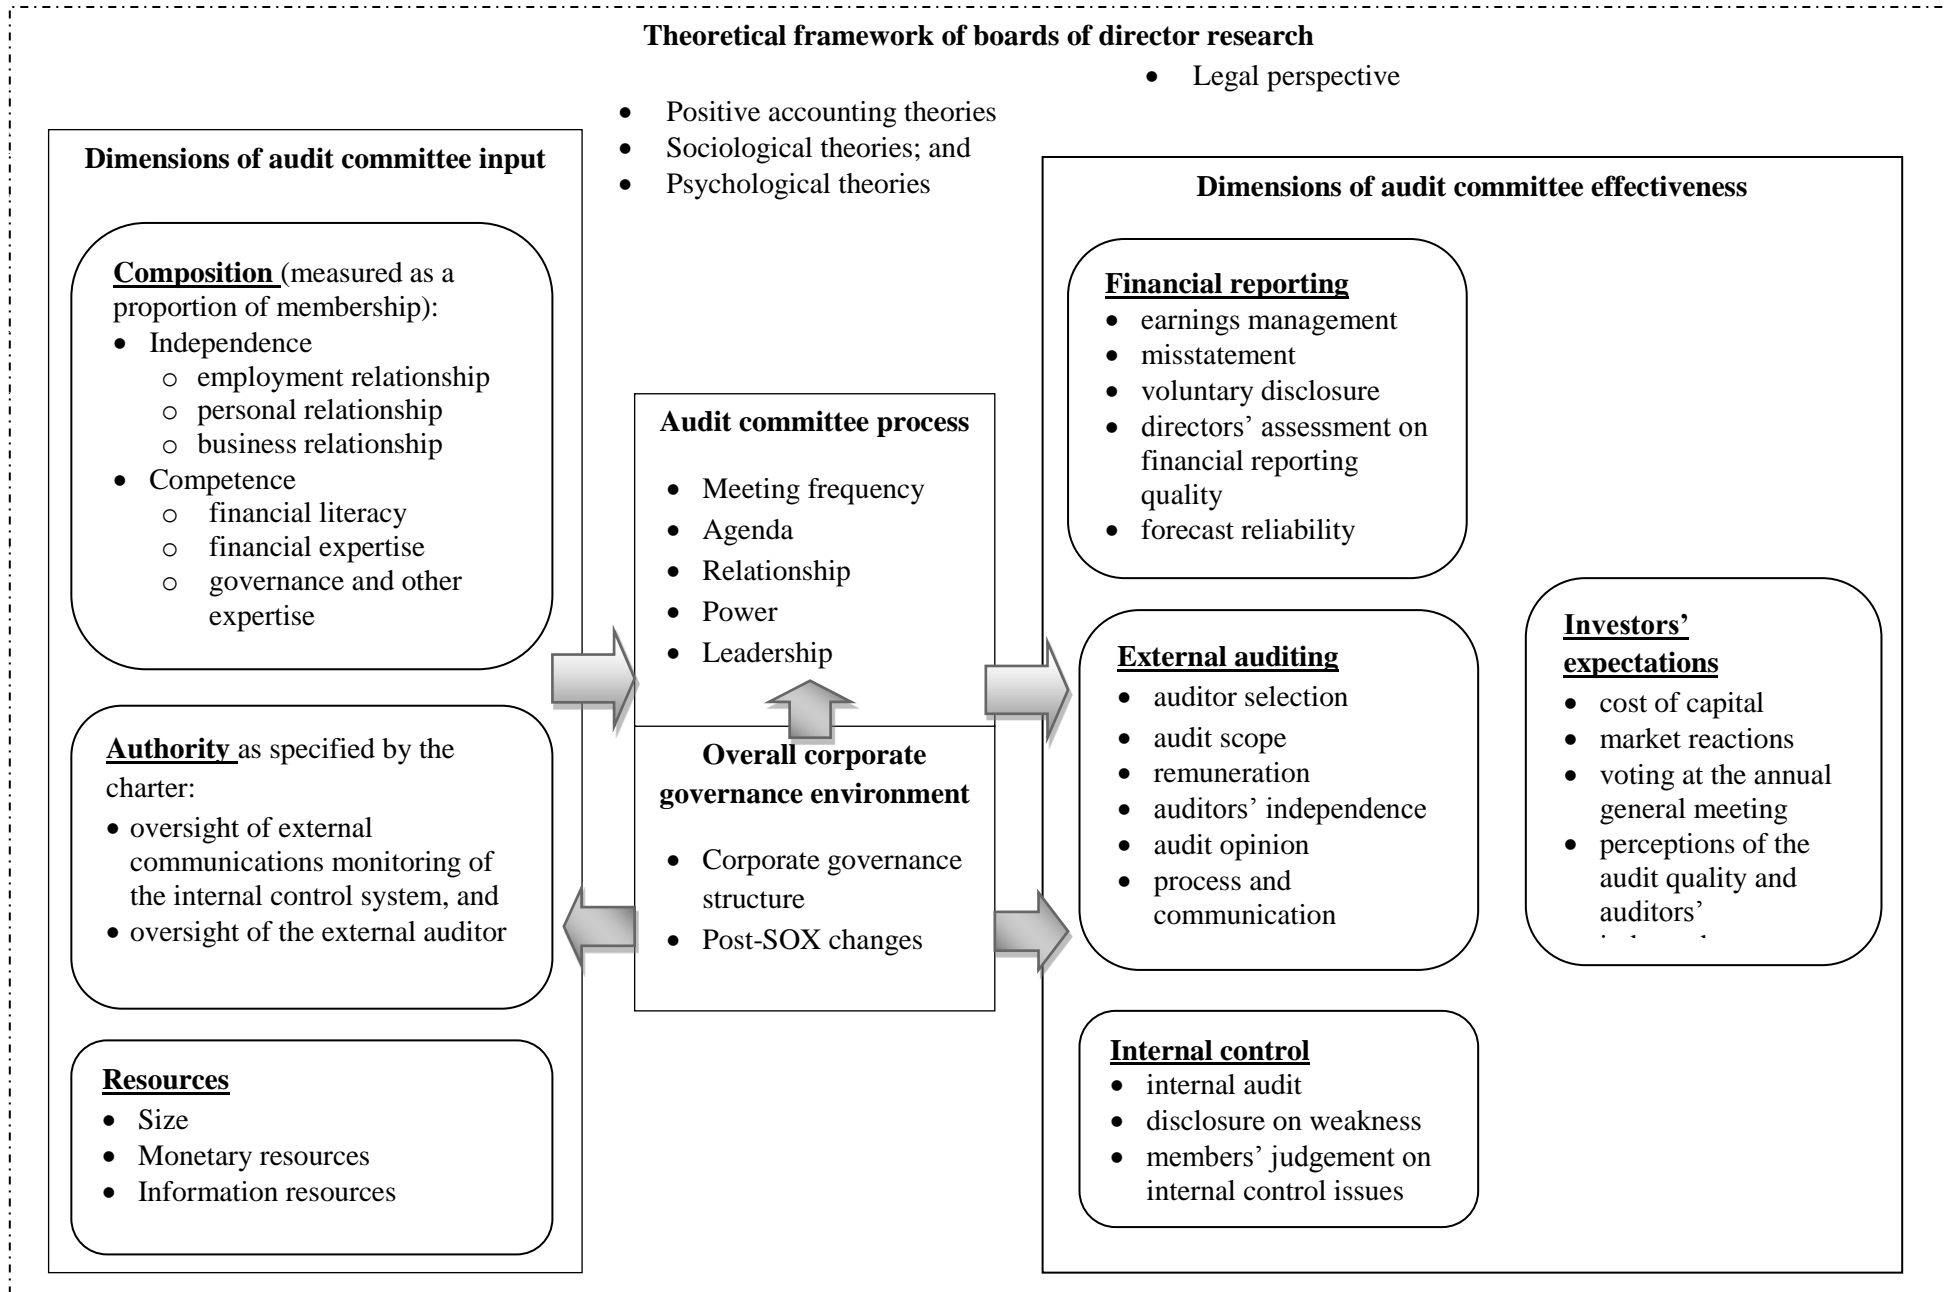 Theoretical framework of boards of director research
• Legal perspective
• Positive accounting theories
• Sociological theories; and
• Psychological theories
Dimensions of audit committee input
Composition (measured as a
proportion of membership):
• Independence
o employment relationship
o personal relationship
o business relationship
• Competence
o financial literacy
o financial expertise
o governance and other
expertise
Authority as specified by the
charter:
• oversight of external
communications monitoring of
the internal control system, and
• oversight of the external auditor
Resources
• Size
• Monetary resources
• Information resources
Audit committee process
• Meeting frequency
• Agenda
• Relationship
• Power
• Leadership
Overall corporate
governance environment
• Corporate governance
structure
• Post-SOX changes
Dimensions of audit committee effectiveness
Financial reporting
• earnings management
• misstatement
• voluntary disclosure
• directors’ assessment on
financial reporting
quality
• forecast reliability
External auditing
• auditor selection
• audit scope
• remuneration
• auditors’ independence
• audit opinion
• process and
communication
Internal control
• internal audit
• disclosure on weakness
• members’ judgement on
internal control issues
Investors’
expectations
• cost of capital
• market reactions
• voting at the annual
general meeting
• perceptions of the
audit quality and
auditors’